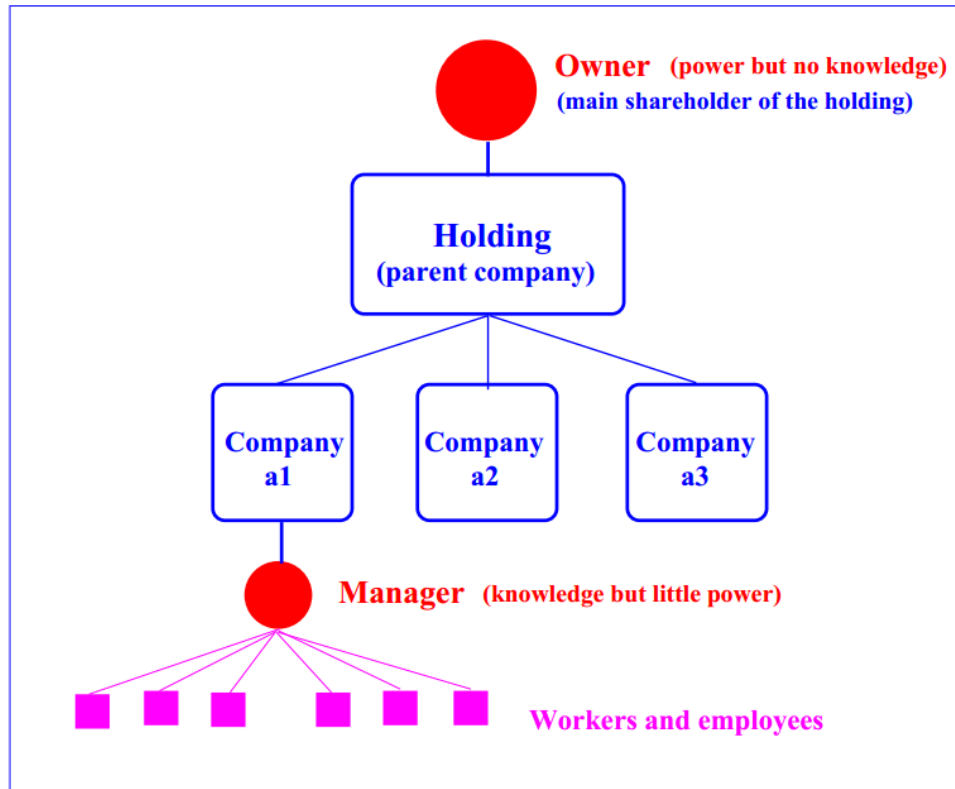 Owner (power but no knowledge)
(main shareholder of the holding)
Holding
(parent company)
Company
a1
Company
a2
Company
a3
Manager (knowledge but little power)
Workers and employees